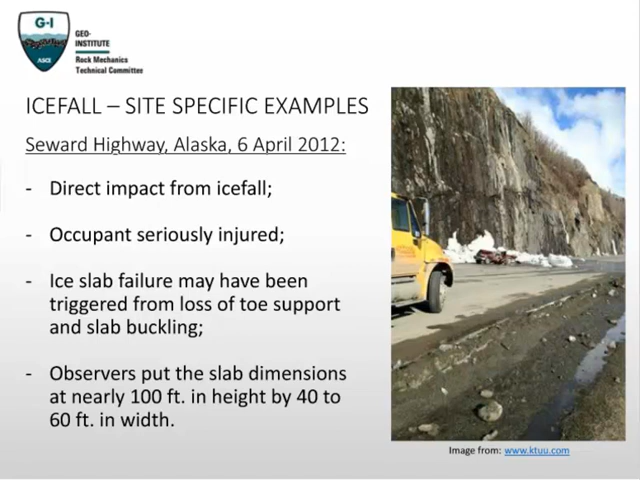 G-I
ASCE
GEO-
INSTITUTE
Rock Mechanics
Technical Committee
ICEFALL – SITE SPECIFIC EXAMPLES
Seward Highway, Alaska, 6 April 2012:
- Direct impact from icefall;
- Occupant seriously injured;
- Ice slab failure may have been
triggered from loss of toe support
and slab buckling;
- Observers put the slab dimensions
at nearly 100 ft. in height by 40 to
60 ft. in width.
Image from: www.ktuu.com